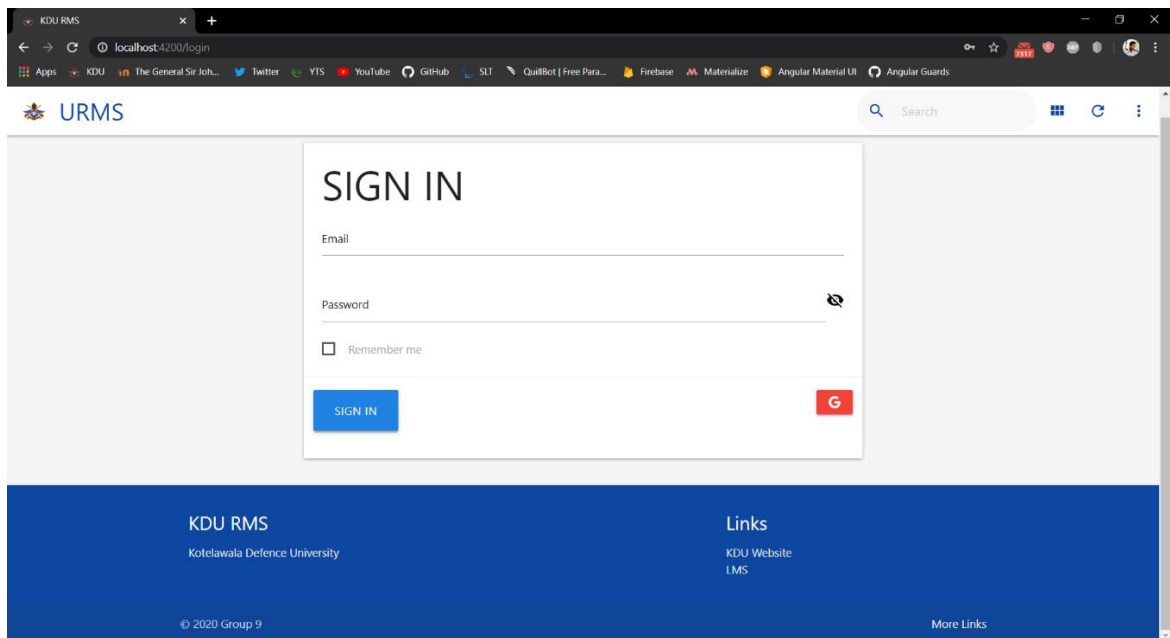 KDU RMS
localhost:4200/login
7317
Apps KDU The General Sir Joh... Twitter YTS YouTube GitHub SLT QuillBot | Free Para... Firebase Materialize Angular Material UI Angular Guards
URMS
Search
SIGN IN
Email
Password
Remember me
SIGN IN
G
KDU RMS
Links
Kotelawala Defence University
KDU Website
LMS
© 2020 Group 9
More Links